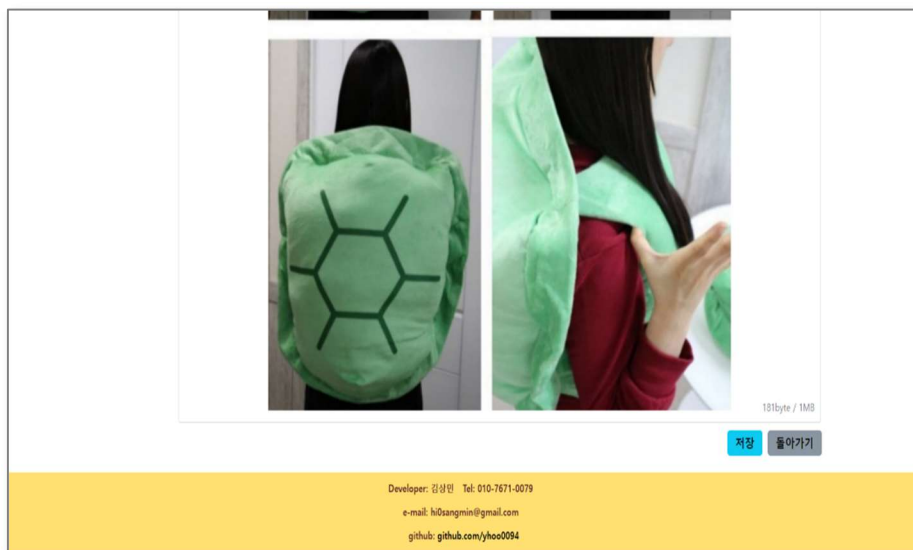 181byte / 1MB
저장 돌아가기
Developer: 김상민 Tel: 010-7671-0079
e-mail: hi0sangmin@gmail.com
github: github.com/yhoo0094